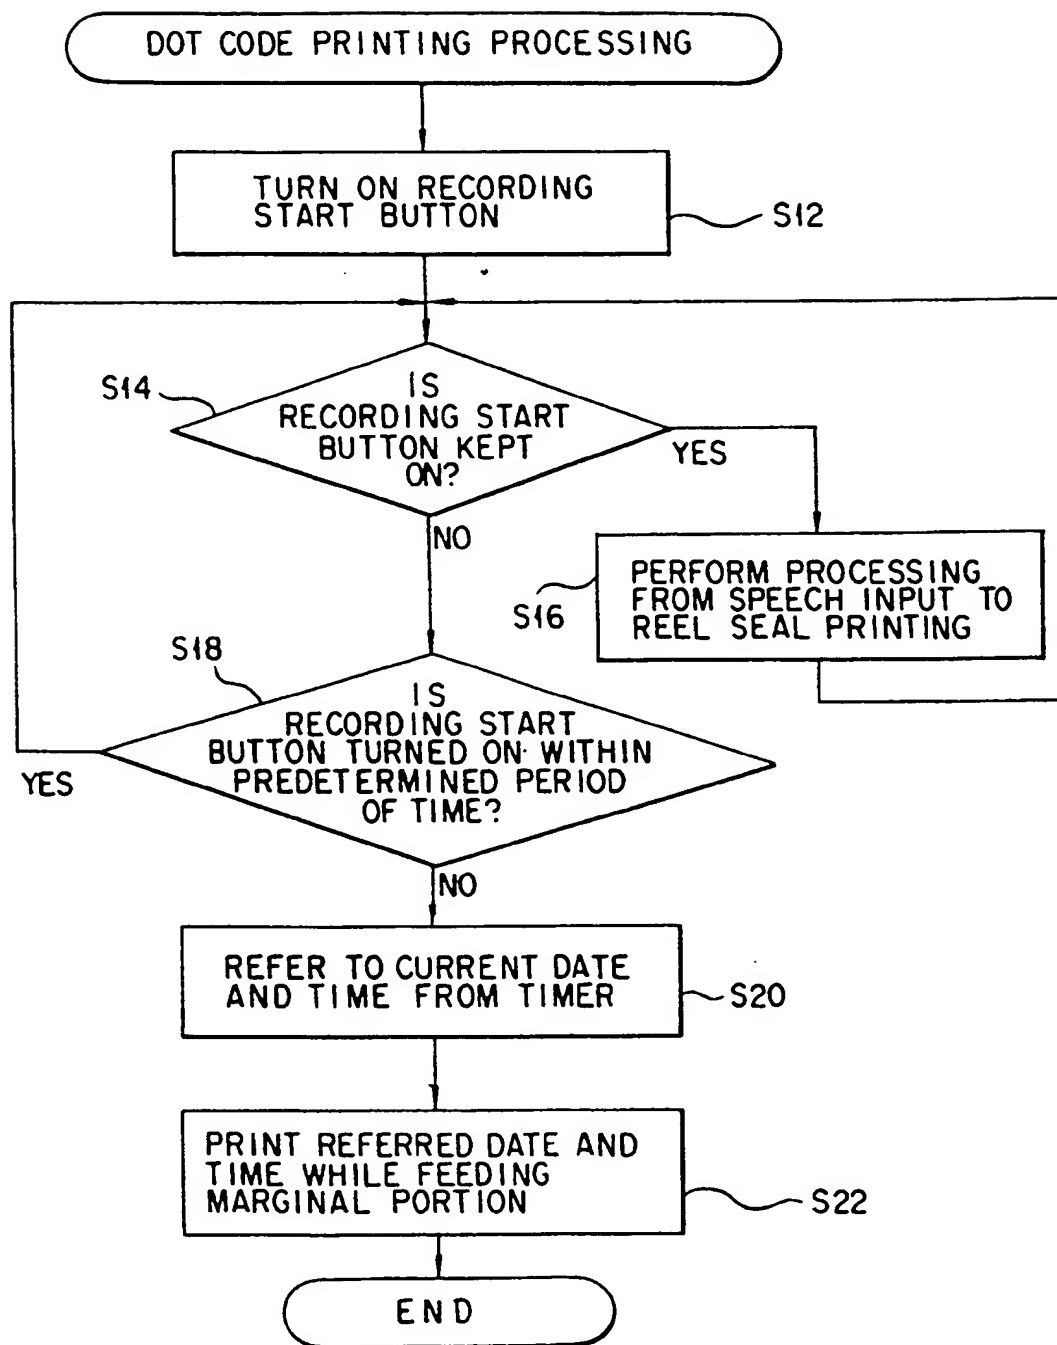 DOT CODE PRINTING PROCESSING
TURN ON RECORDING
START BUTTON
S12
S14
IS
RECORDING START
BUTTON KEPT
ON?
YES
NO
PERFORM PROCESSING
FROM SPEECH INPUT TO
REEL SEAL PRINTING
S16
S18
IS
RECORDING START
BUTTON TURNED ON WITHIN
PREDETERMINED PERIOD
OF TIME?
YES
NO
REFER TO CURRENT DATE
AND TIME FROM TIMER
S20
PRINT REFERRED DATE AND
TIME WHILE FEEDING
MARGINAL PORTION
S22
END